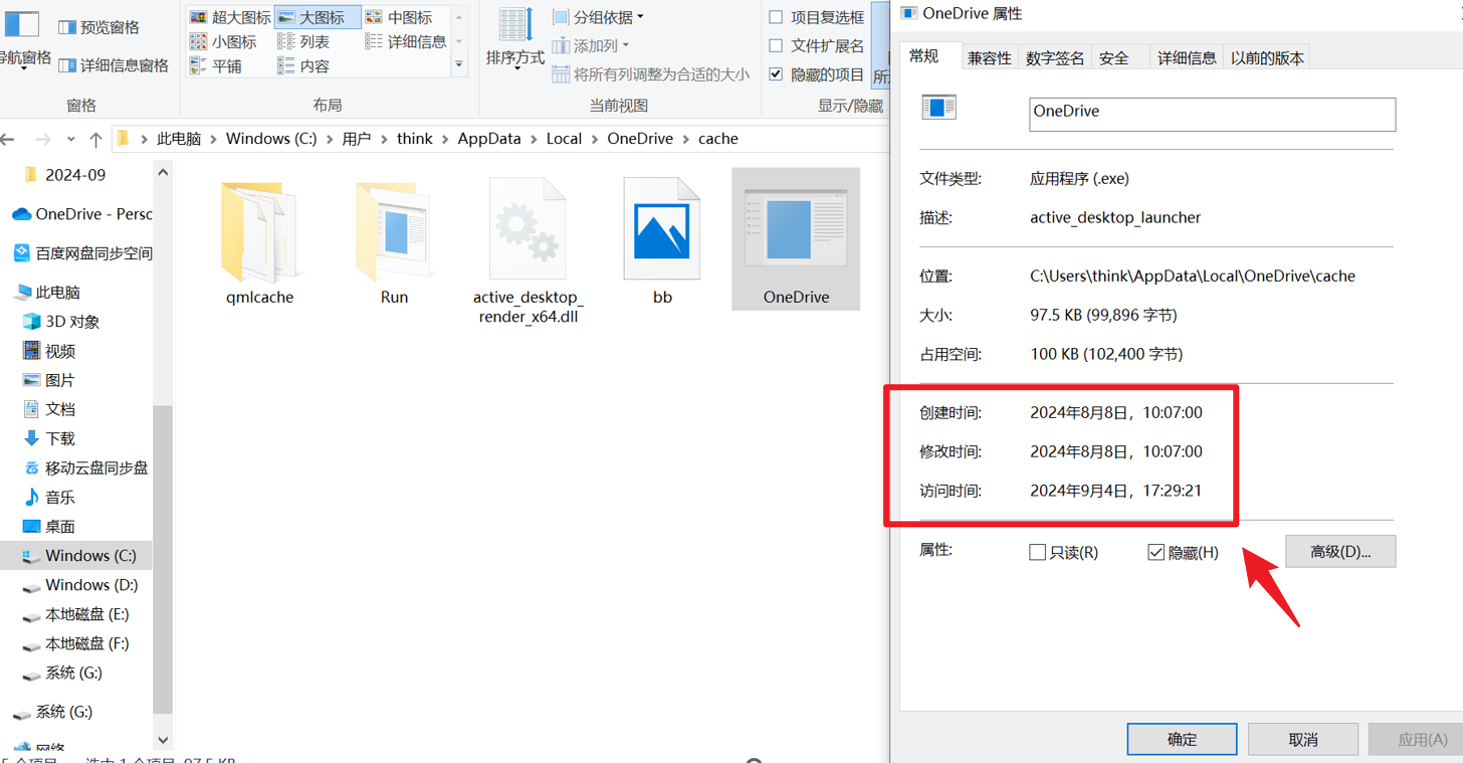 预览窗格
导航窗格
详细信息窗格
窗格
超大图标
大图标
中图标
小图标
列表
详细信息
平铺
内容
布局
排序方式
分组依据
添加列
将所有列调整为合适的大小
当前视图
项目复选框
文件扩展名
隐藏的项目
所
显示/隐藏
此电脑 > Windows (C:) > 用户 > think > AppData > Local > OneDrive > cache
2024-09
OneDrive - Persc
百度网盘同步空间
此电脑
3D 对象
视频
图片
文档
下载
移动云盘同步盘
音乐
桌面
Windows (C:)
Windows (D:)
本地磁盘 (E:)
本地磁盘 (F:)
系统 (G:)
系统 (G:)
网络
qmlcache
Run
active_desktop_
render_x64.dll
bb
OneDrive
5 个项目
选中 1 个项目 97.5 KB
OneDrive 属性
常规
兼容性
数字签名
安全
详细信息
以前的版本
OneDrive
文件类型:
应用程序 (.exe)
描述:
active_desktop_launcher
位置:
C:\Users\think\AppData\Local\OneDrive\cache
大小:
97.5 KB (99,896 字节)
占用空间:
100 KB (102,400 字节)
创建时间:
2024年8月8日，10:07:00
修改时间:
2024年8月8日，10:07:00
访问时间:
2024年9月4日，17:29:21
属性:
只读(R)
隐藏(H)
高级(D)...
确定
取消
应用(A)